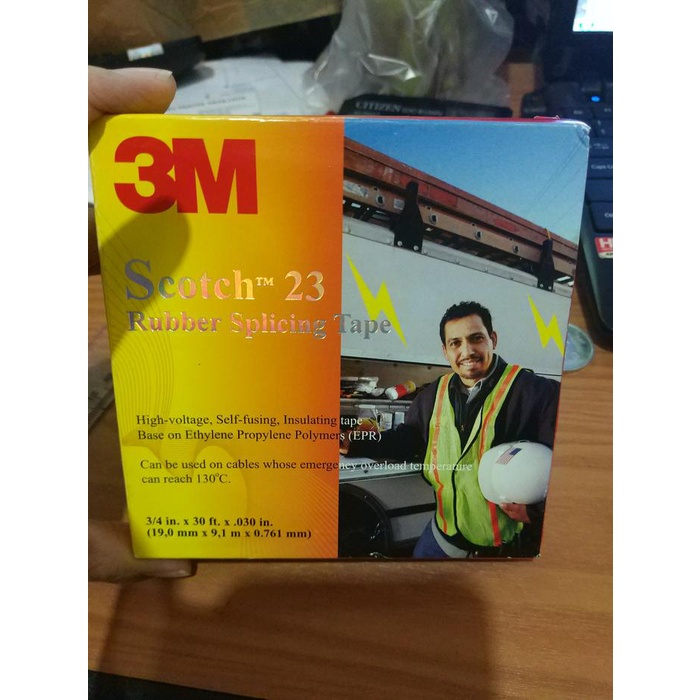 CITIZEN
3M
Scotch™ 23
Rubber Splicing Tape
High-voltage, Self-fusing, Insulating tape
Base on Ethylene Propylene Polymers (EPR)
Can be used on cables whose emergency overload temperature
can reach 130°C.
3/4 in. x 30 ft. x .030 in.
(19,0 mm x 9,1 m x 0.761 mm)